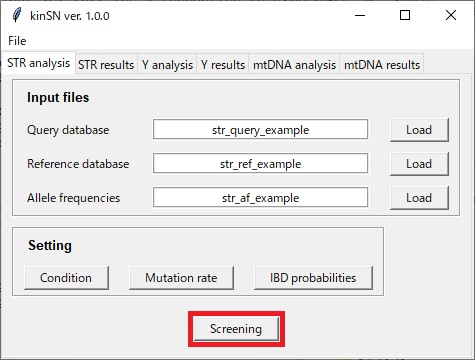 kinSN ver. 1.0.0
File
STR analysis STR results Y analysis Y results mtDNA analysis mtDNA results
Input files
Query database str_query_example Load
Reference database str_ref_example Load
Allele frequencies str_af_example Load
Setting
Condition Mutation rate IBD probabilities
Screening